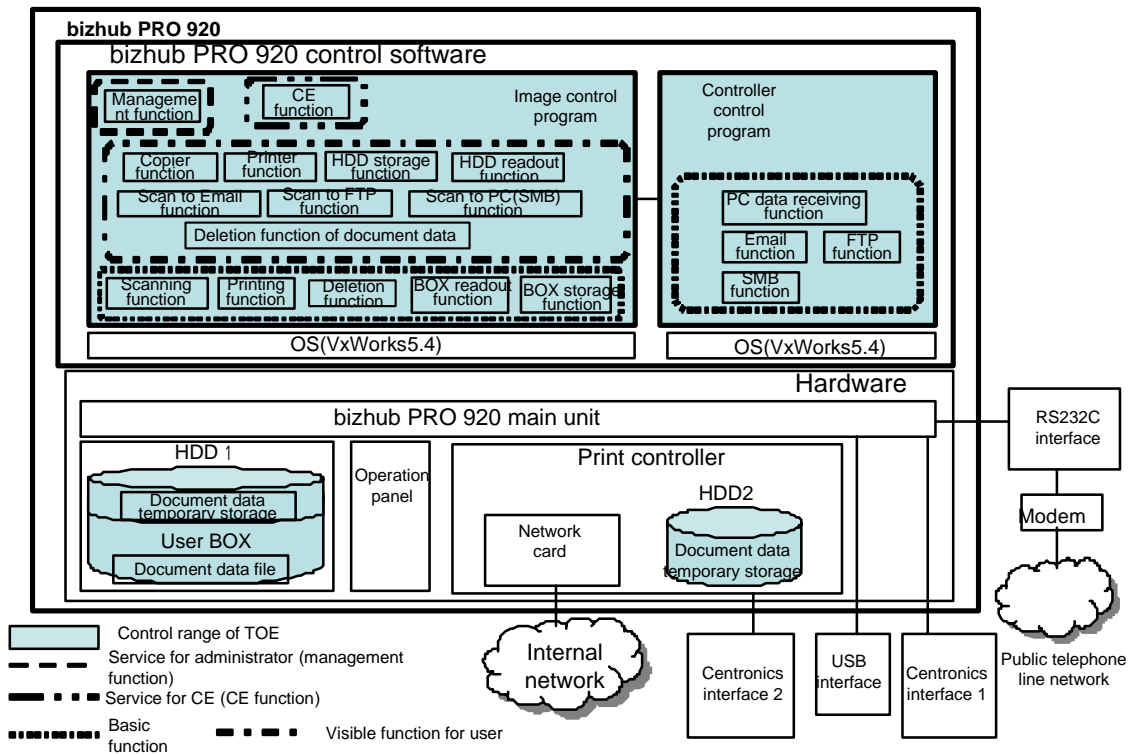 bizhub PRO 920
bizhub PRO 920 control software
Manageme
nt function
CE
function
Image control
program
Copier
function
Printer
function
HDD storage
function
HDD readout
function
Scan to Email
function
Scan to FTP
function
Scan to PC(SMB)
function
Deletion function of document data
Scanning
function
Printing
function
Deletion
function
BOX readout
function
BOX storage
function
OS(VxWorks5.4)
Controller
control
program
PC data receiving
function
Email
function
FTP
function
SMB
function
OS(VxWorks5.4)
Hardware
bizhub PRO 920 main unit
HDD 1
Document data
temporary storage
User BOX
Document data file
Operation
panel
Print controller
Network
card
HDD2
Document data
temporary storage
RS232C
interface
Modem
Public telephone
line network
Internal
network
Centronics
interface 2
USB
interface
Centronics
interface 1
Control range of TOE
Service for administrator (management
function)
Service for CE (CE function)
Basic
function
Visible function for user